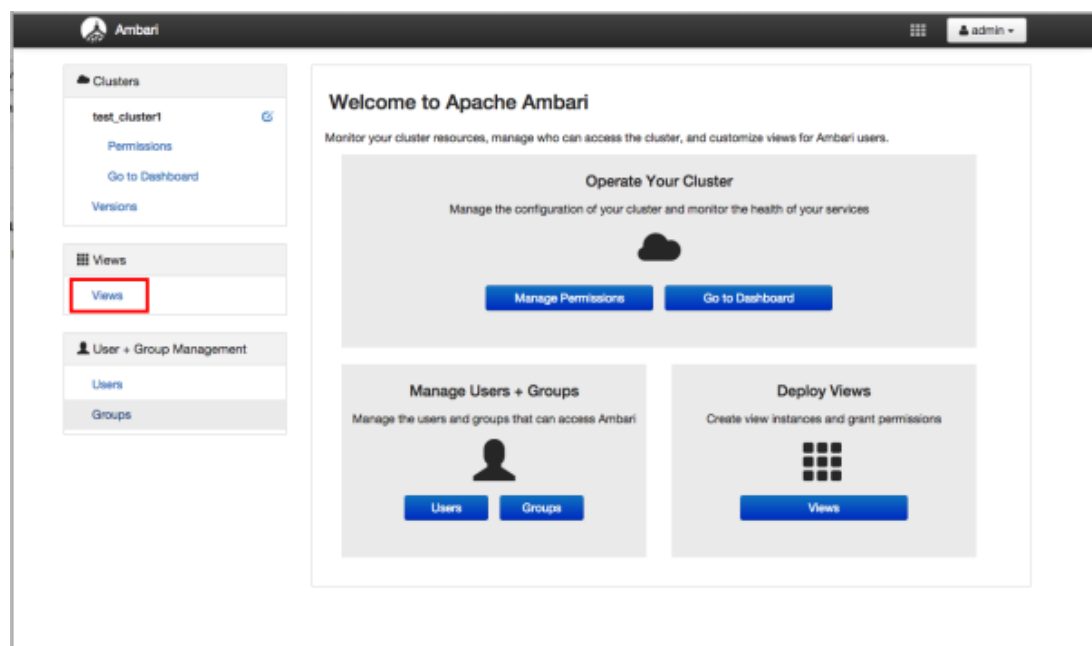 Ambari
admin
Clusters
test_cluster1
Permissions
Go to Dashboard
Versions
Views
Views
User + Group Management
Users
Groups
Welcome to Apache Ambari
Monitor your cluster resources, manage who can access the cluster, and customize views for Ambari users.
Operate Your Cluster
Manage the configuration of your cluster and monitor the health of your services
Manage Permissions Go to Dashboard
Manage Users + Groups
Manage the users and groups that can access Ambari
Users Groups
Deploy Views
Create view instances and grant permissions
Views